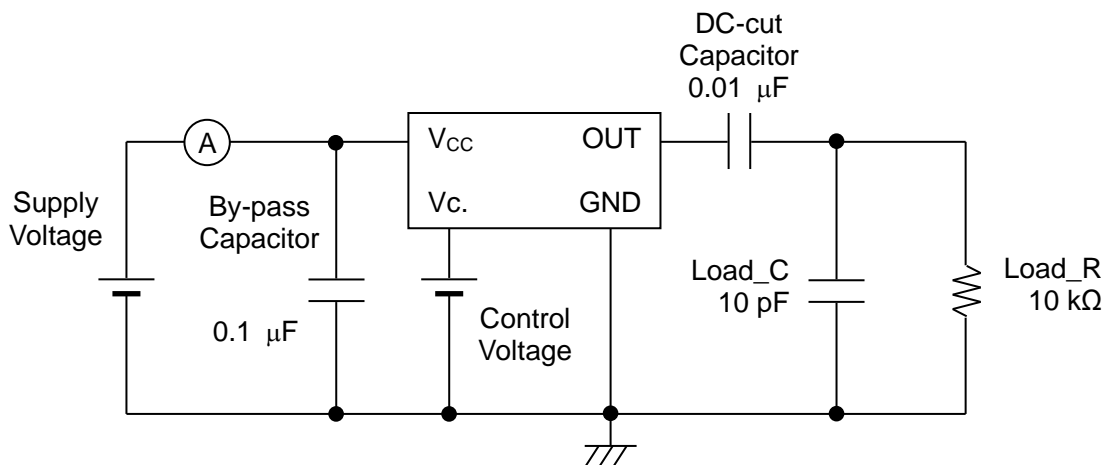 DC-cut
Capacitor
0.01 μF
A
V_CC
OUT
Vc.
GND
Supply
Voltage
By-pass
Capacitor
0.1 μF
Control
Voltage
Load_C
10 pF
Load_R
10 kΩ